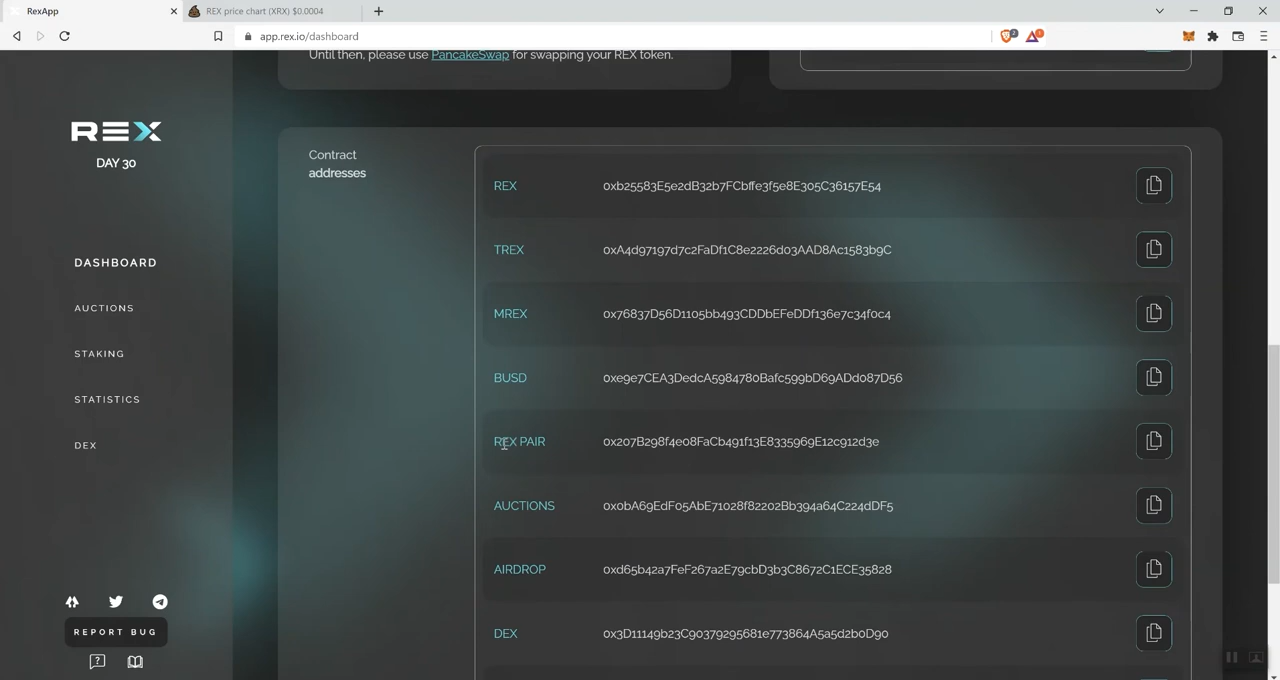 RexApp
REX price chart (XRX) $0.0004
app.rex.io/dashboard
2
1
Until then, please use PancakeSwap for swapping your REX token.
REX
DAY 30
DASHBOARD
AUCTIONS
STAKING
STATISTICS
DEX
REPORT BUG
Contract
addresses
REX 0xb25583E5e2dB32b7FCbffe3f5e8E305C36157E54
TREX 0xA4d97197d7c2FaDf1C8e2226d03AAD8Ac1583b9C
MREX 0x76837D56D1105bb493CDDbEFeDDf136e7c34f0c4
BUSD 0xe9e7CEA3DedcA5984780Bafc599bD69ADd087D56
REX PAIR 0x207B298f4e08FaCb491f13E8335969E12c912d3e
AUCTIONS 0x0bA69EdF05AbE71028f82202Bb394a64C224dDF5
AIRDROP 0xd65b42a7FeF267a2E79cbD3b3C8672C1ECE35828
DEX 0x3D11149b23C90379295681e773864A5a5d2b0D90